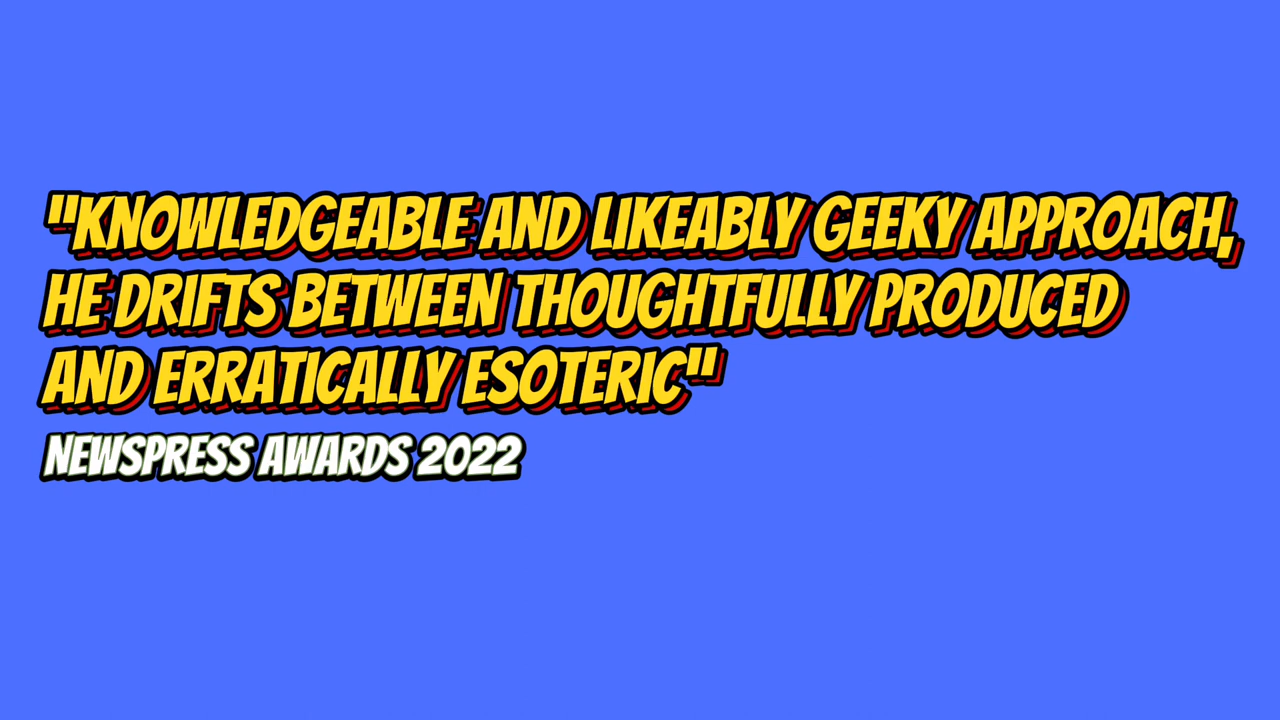 "KNOWLEDGEABLE AND LIKEABLY GEEKY APPROACH,
HE DRIFTS BETWEEN THOUGHTFULLY PRODUCED
AND ERRATICALLY ESOTERIC"
NEWSPRESS AWARDS 2022